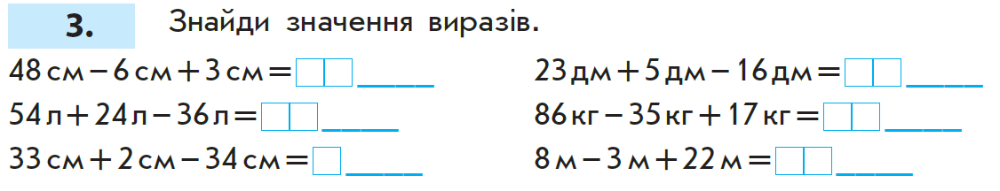 3. Знайди значення виразів.
48 см − 6 см + 3 см =
23 дм + 5 дм − 16 дм =
54 л + 24 л − 36 л =
86 кг − 35 кг + 17 кг =
33 см + 2 см − 34 см =
8 м − 3 м + 22 м =